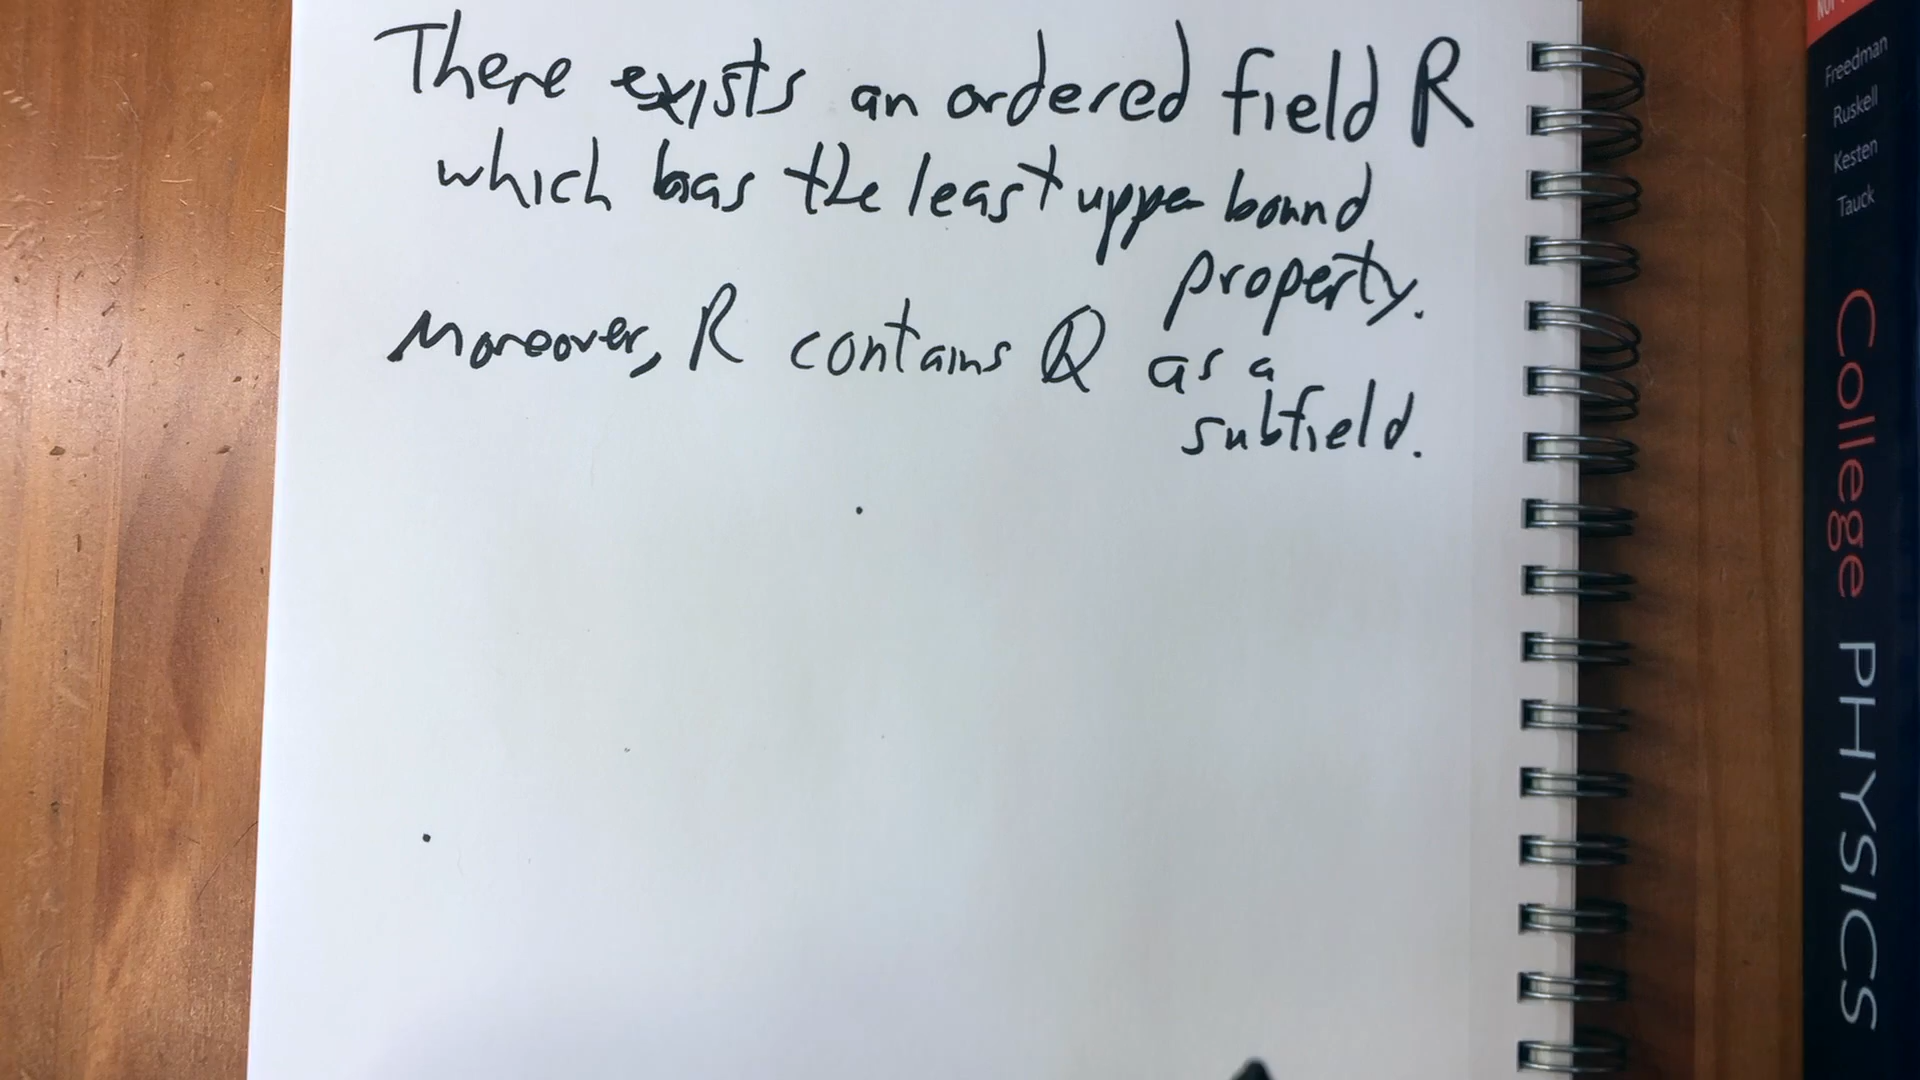 There exists an ordered field R
which has the least upper bound
property.
Moreover, R contains Q as a
subfield.
Freedman
Ruskell
Kesten
Tauck
College PHYSICS